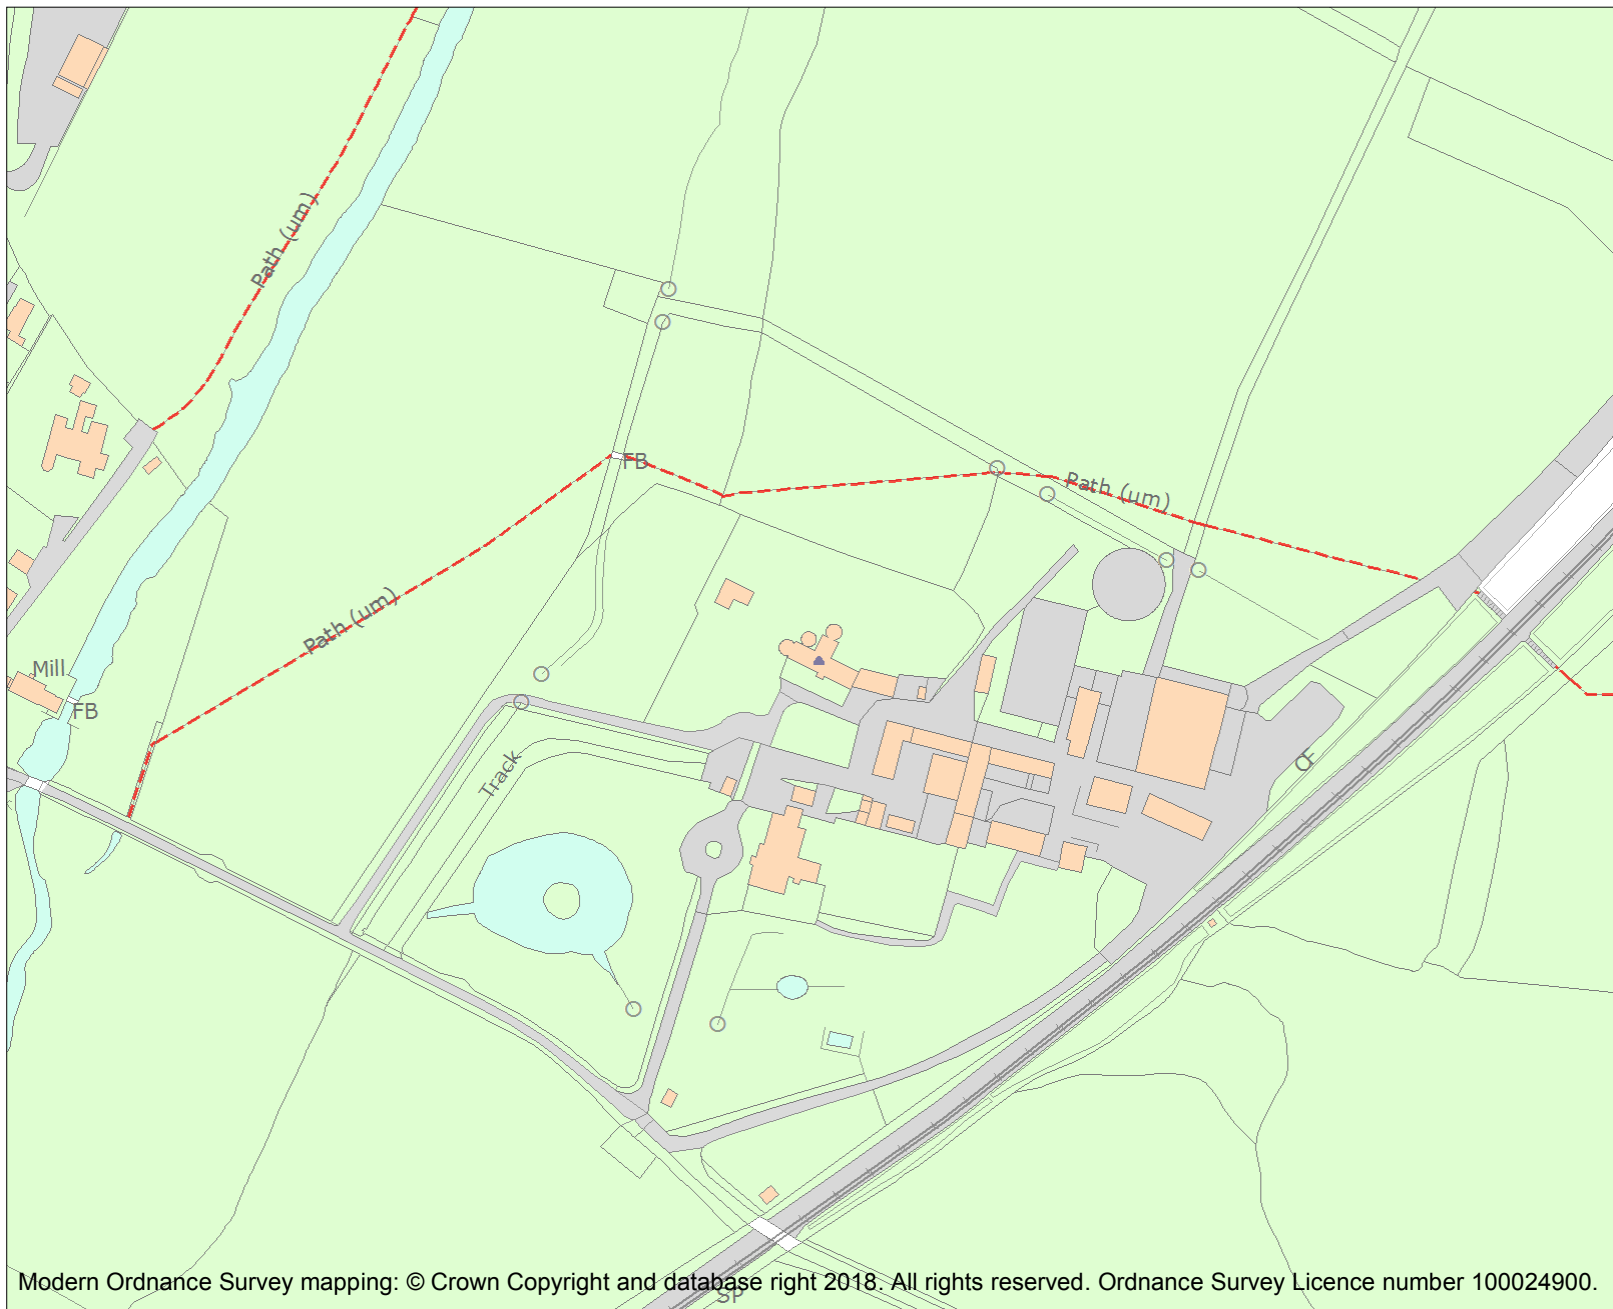 Path (um)
FB
Path (um)
Path (um)
Mill
FB
Track
CF
SP
Modern Ordnance Survey mapping: © Crown Copyright and database right 2018. All rights reserved. Ordnance Survey Licence number 100024900.